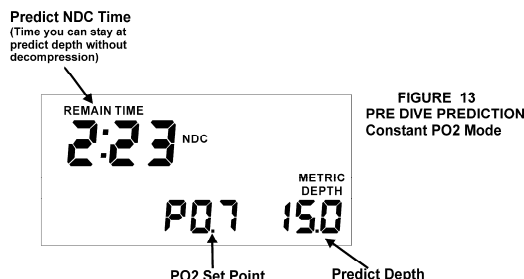 Predict NDC Time
(Time you can stay at
predict depth without
decompression)
REMAIN TIME
2:23 NDC
FIGURE 13
PRE DIVE PREDICTION
Constant PO2 Mode
METRIC
DEPTH
P0.7 15.0
PO2 Set Point
Predict Depth